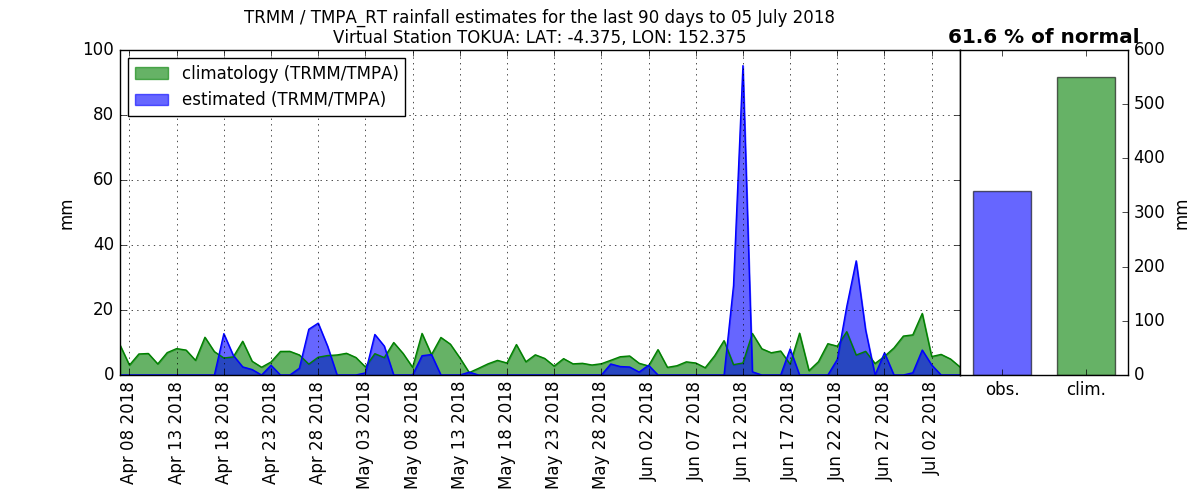 TRMM / TMPA_RT rainfall estimates for the last 90 days to 05 July 2018
Virtual Station TOKUA: LAT: -4.375, LON: 152.375
61.6 % of normal
climatology (TRMM/TMPA)
estimated (TRMM/TMPA)
100
80
60
40
20
0
mm
600
500
400
300
200
100
0
mm
Apr 08 2018
Apr 13 2018
Apr 18 2018
Apr 23 2018
Apr 28 2018
May 03 2018
May 08 2018
May 13 2018
May 18 2018
May 23 2018
May 28 2018
Jun 02 2018
Jun 07 2018
Jun 12 2018
Jun 17 2018
Jun 22 2018
Jun 27 2018
Jul 02 2018
obs.
clim.